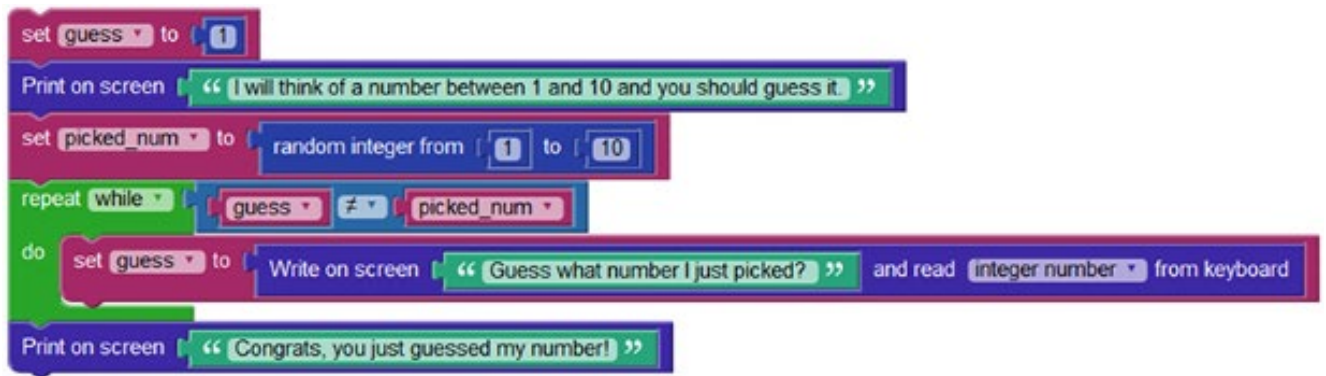 set guess to 1
Print on screen “ I will think of a number between 1 and 10 and you should guess it. ”
set picked_num to random integer from 1 to 10
repeat while guess ≠ picked_num
do set guess to Write on screen “ Guess what number I just picked? ” and read integer number from keyboard
Print on screen “ Congrats, you just guessed my number! ”